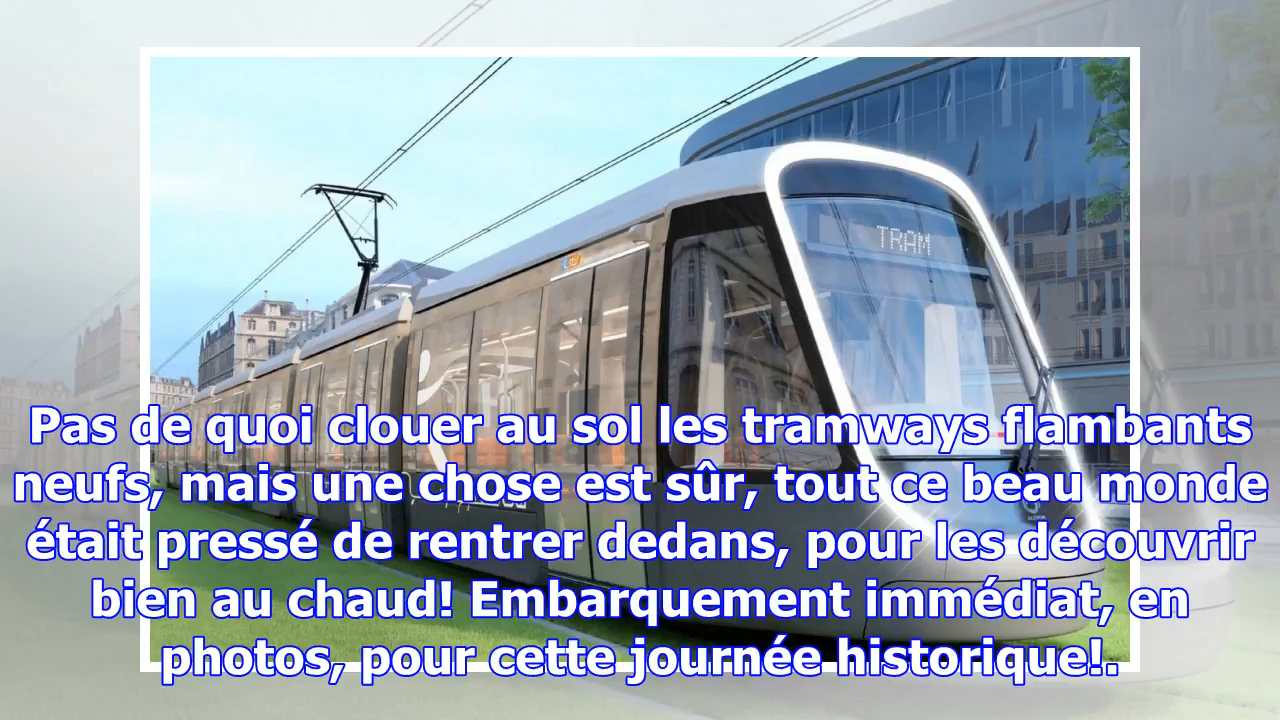 TRAM
Pas de quoi clouer au sol les tramways flambants
neufs, mais une chose est sûr, tout ce beau monde
était pressé de rentrer dedans, pour les découvrir
bien au chaud! Embarquement immédiat, en
photos, pour cette journée historique!.